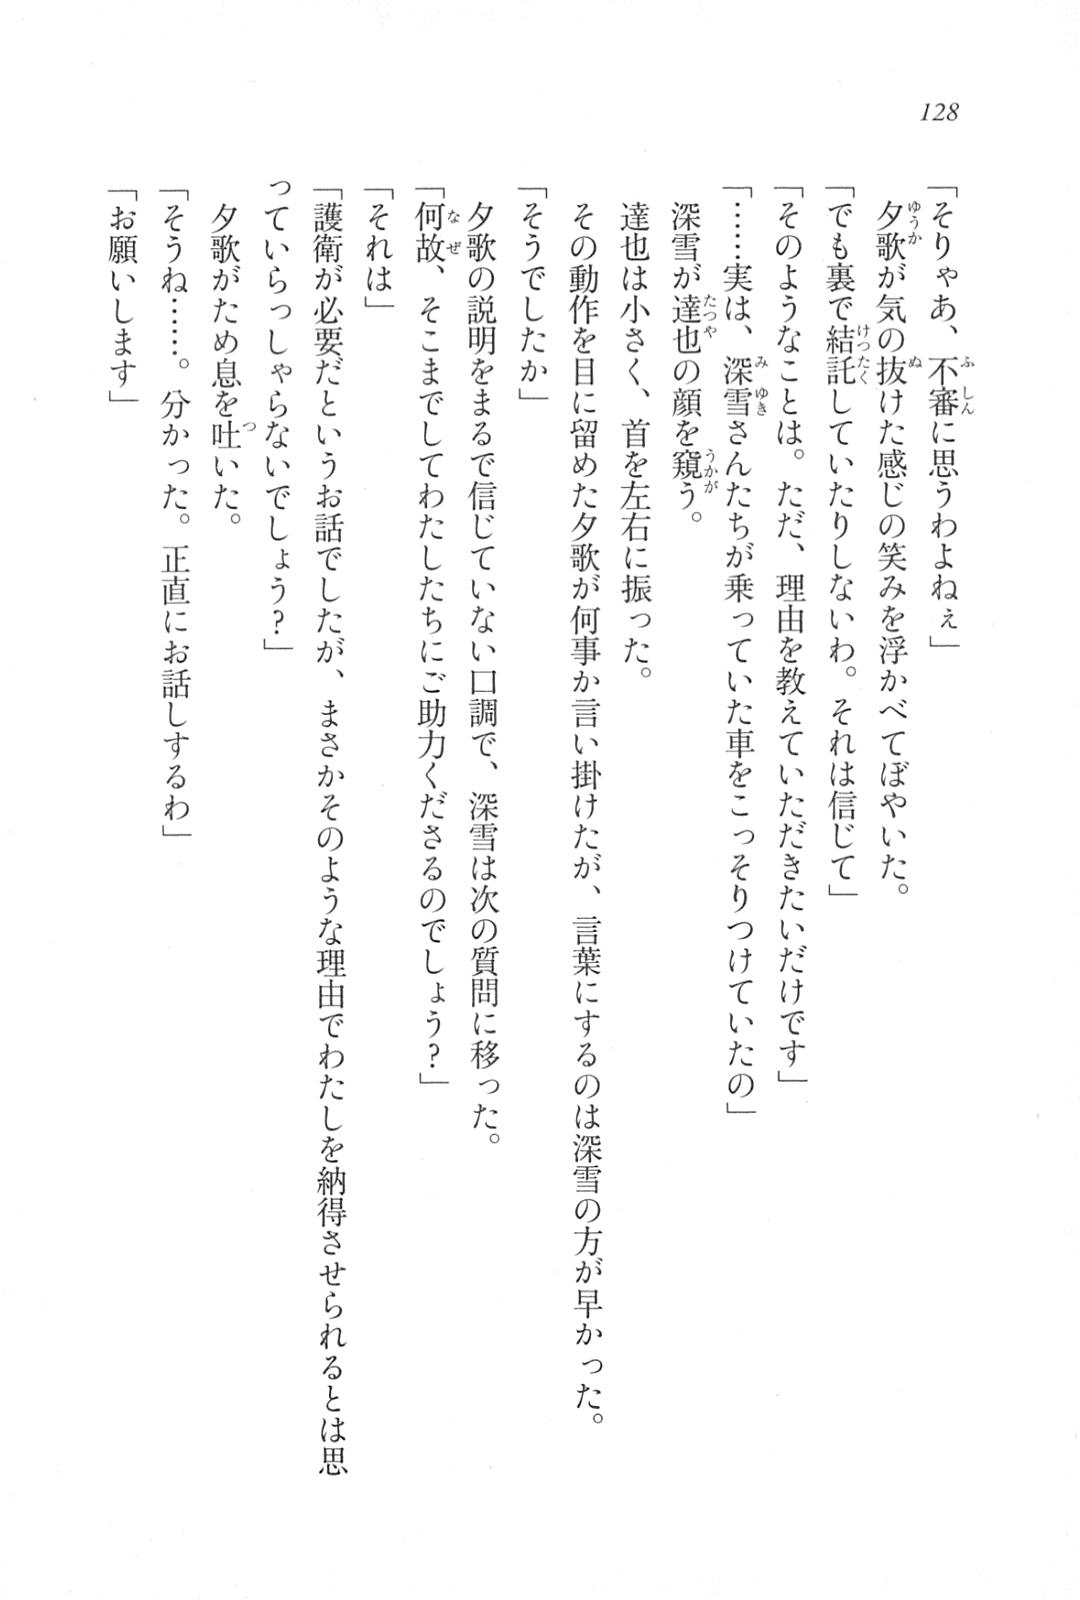 128
「そりゃあ、不審に思うわよねぇ」
夕歌が気の抜けた感じの笑みを浮かべてぼやいた。
「でも裏で結託していたりしないわ。それは信じて」
「そのようなことは。ただ、理由を教えていただきたいだけです」
「……実は、深雪さんたちが乗っていた車をこっそりつけていたの」
深雪が達也の顔を窺う。
達也は小さく、首を左右に振った。
その動作を目に留めた夕歌が何事か言い掛けたが、言葉にするのは深雪の方が早かった。
「そうでしたか」
夕歌の説明をまるで信じていない口調で、深雪は次の質問に移った。
「何故、そこまでしてわたしたちにご助力くださるのでしょう?」
「それは」
「護衛が必要だというお話でしたが、まさかそのような理由でわたしを納得させられるとは思
っていらっしゃらないでしょう?」
夕歌がため息を吐いた。
「そうね……。分かった。正直にお話しするわ」
「お願いします」